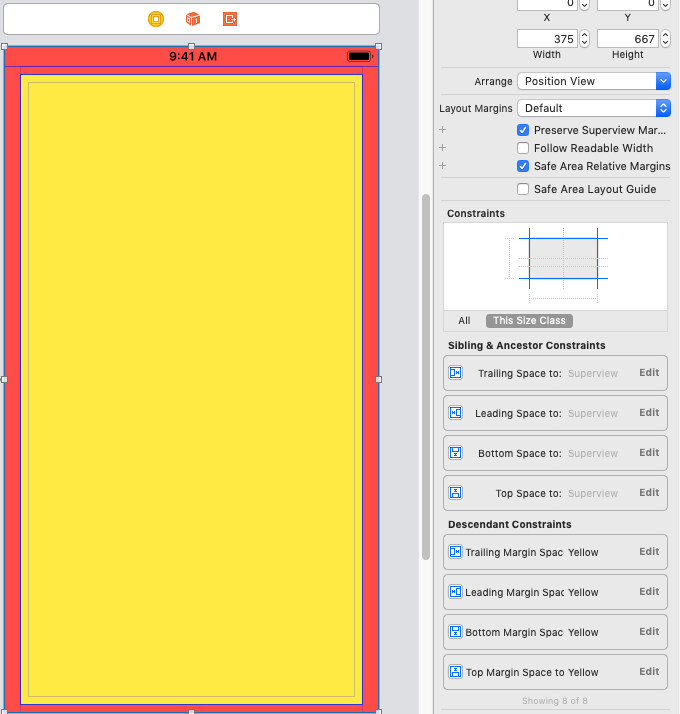 0 0
X Y
375 667
Width Height
Arrange Position View
Layout Margins Default
Preserve Superview Mar...
Follow Readable Width
Safe Area Relative Margins
Safe Area Layout Guide
Constraints
All This Size Class
Sibling & Ancestor Constraints
Trailing Space to: Superview Edit
Leading Space to: Superview Edit
Bottom Space to: Superview Edit
Top Space to: Superview Edit
Descendant Constraints
Trailing Margin Spac Yellow Edit
Leading Margin Spac Yellow Edit
Bottom Margin Spac Yellow Edit
Top Margin Space to Yellow Edit
Showing 8 of 8
9:41 AM